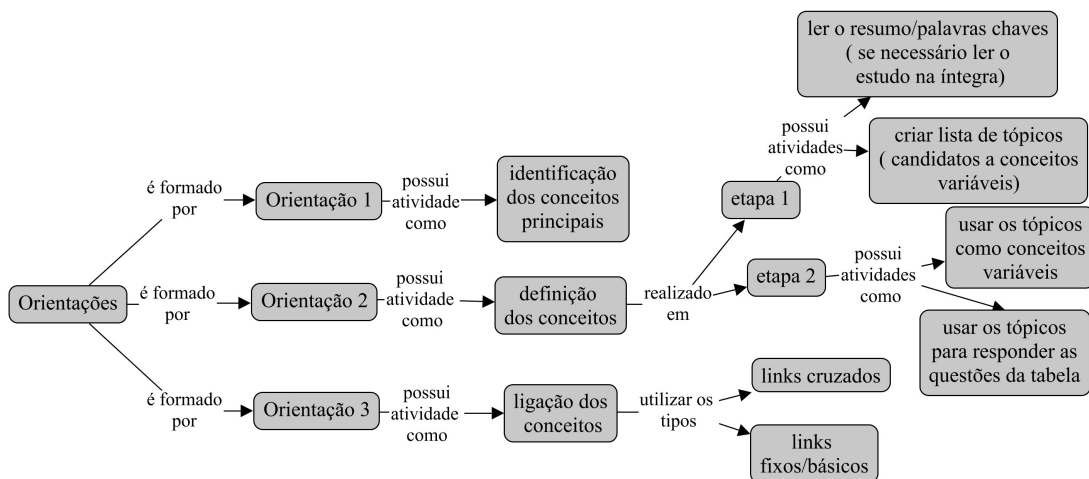 Orientações
é formado
por
Orientação 1
possui
atividade
como
identificação
dos conceitos
principais
é formado
por
Orientação 2
possui
atividade
como
definição
dos conceitos
realizado
em
etapa 1
possui
atividades
como
ler o resumo/palavras chaves
( se necessário ler o
estudo na íntegra)
criar lista de tópicos
( candidatos a conceitos
variáveis)
etapa 2
possui
atividades
como
usar os tópicos
como conceitos
variáveis
usar os tópicos
para responder as
questões da tabela
é formado
por
Orientação 3
possui
atividade
como
ligação dos
conceitos
utilizar os
tipos
links cruzados
links
fixos/básicos